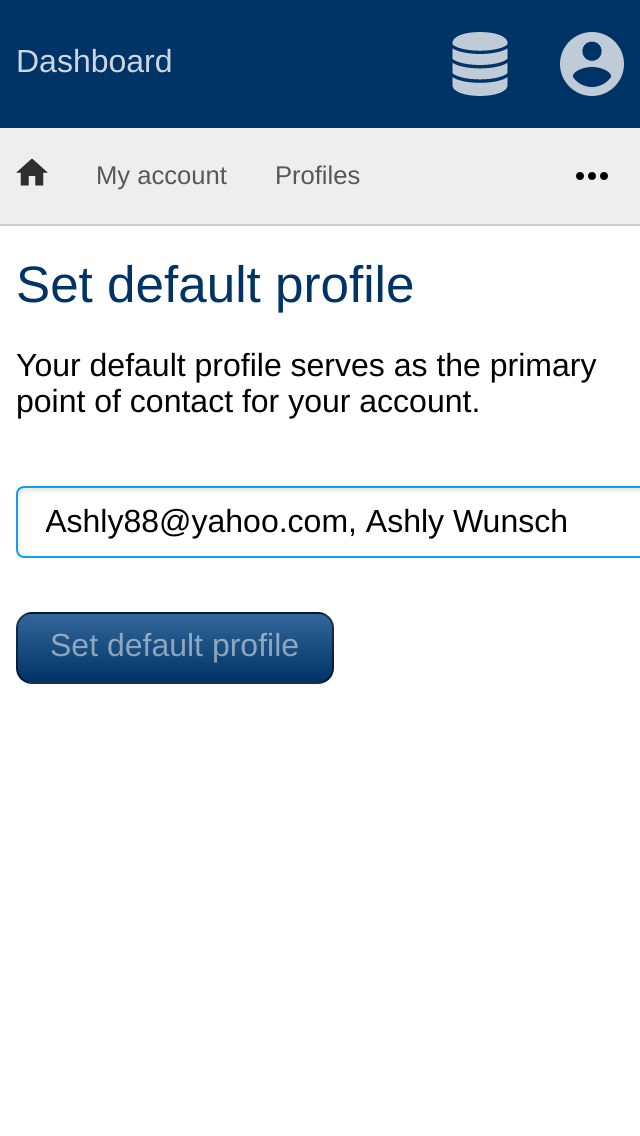 Dashboard
My account Profiles
Set default profile
Your default profile serves as the primary
point of contact for your account.
Ashly88@yahoo.com, Ashly Wunsch
Set default profile